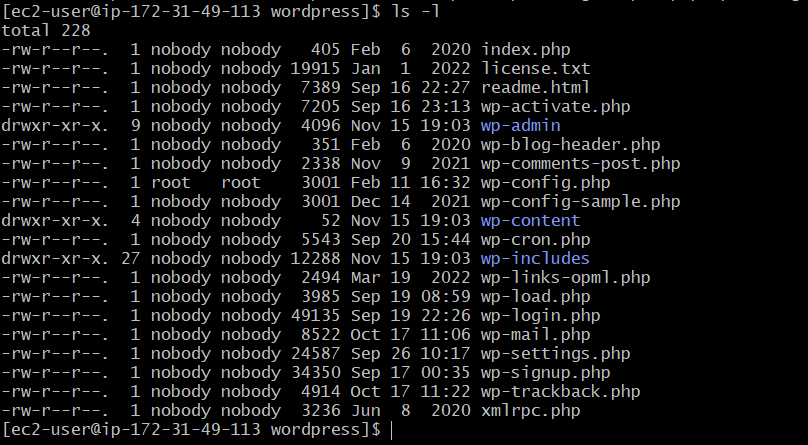 [ec2-user@ip-172-31-49-113 wordpress]$ ls -l
total 228
-rw-r--r--.  1 nobody nobody   405 Feb  6  2020 index.php
-rw-r--r--.  1 nobody nobody 19915 Jan  1  2022 license.txt
-rw-r--r--.  1 nobody nobody  7389 Sep 16 22:27 readme.html
-rw-r--r--.  1 nobody nobody  7205 Sep 16 23:13 wp-activate.php
drwxr-xr-x.  9 nobody nobody  4096 Nov 15 19:03 wp-admin
-rw-r--r--.  1 nobody nobody   351 Feb  6  2020 wp-blog-header.php
-rw-r--r--.  1 nobody nobody  2338 Nov  9  2021 wp-comments-post.php
-rw-r--r--.  1 root   root    3001 Feb 11 16:32 wp-config.php
-rw-r--r--.  1 nobody nobody  3001 Dec 14  2021 wp-config-sample.php
drwxr-xr-x.  4 nobody nobody    52 Nov 15 19:03 wp-content
-rw-r--r--.  1 nobody nobody  5543 Sep 20 15:44 wp-cron.php
drwxr-xr-x. 27 nobody nobody 12288 Nov 15 19:03 wp-includes
-rw-r--r--.  1 nobody nobody  2494 Mar 19  2022 wp-links-opml.php
-rw-r--r--.  1 nobody nobody  3985 Sep 19 08:59 wp-load.php
-rw-r--r--.  1 nobody nobody 49135 Sep 19 22:26 wp-login.php
-rw-r--r--.  1 nobody nobody  8522 Oct 17 11:06 wp-mail.php
-rw-r--r--.  1 nobody nobody 24587 Sep 26 10:17 wp-settings.php
-rw-r--r--.  1 nobody nobody 34350 Sep 17 00:35 wp-signup.php
-rw-r--r--.  1 nobody nobody  4914 Oct 17 11:22 wp-trackback.php
-rw-r--r--.  1 nobody nobody  3236 Jun  8  2020 xmlrpc.php
[ec2-user@ip-172-31-49-113 wordpress]$